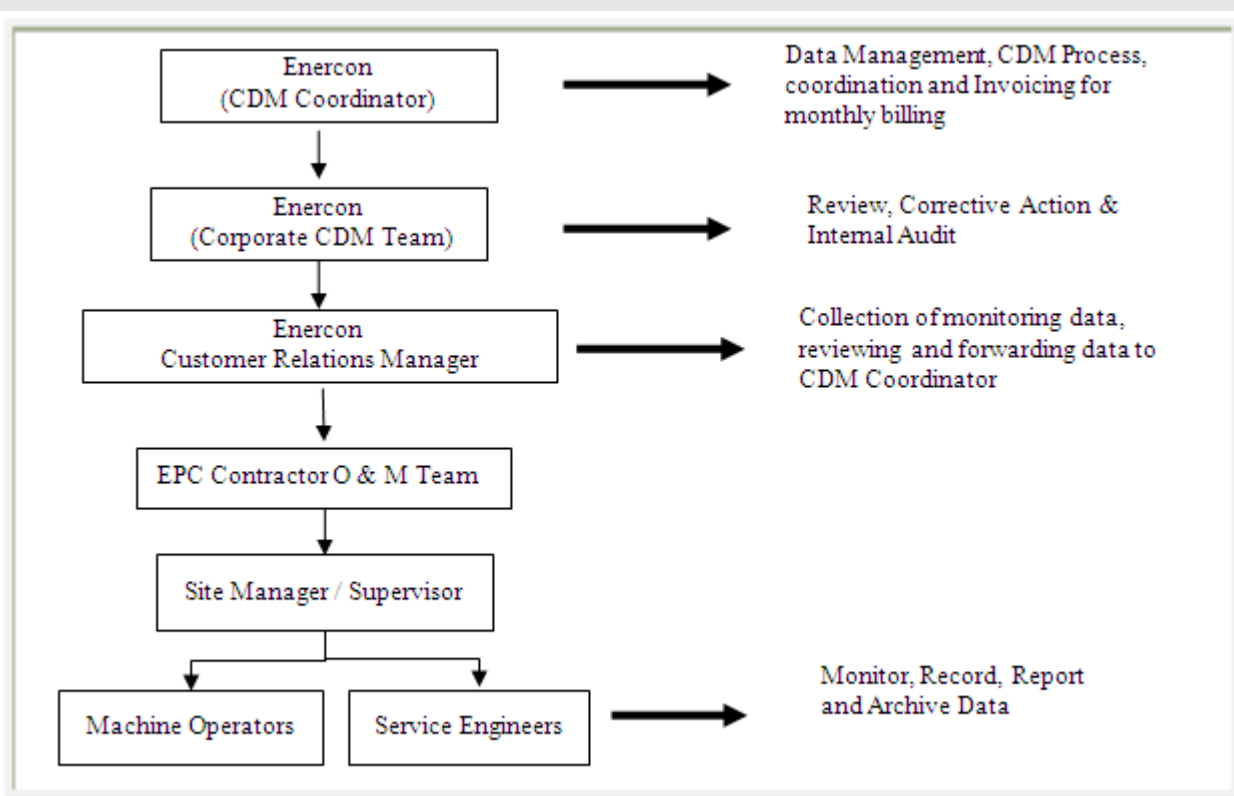 Enercon
(CDM Coordinator)
Data Management, CDM Process,
coordination and Invoicing for
monthly billing
Enercon
(Corporate CDM Team)
Review, Corrective Action &
Internal Audit
Enercon
Customer Relations Manager
Collection of monitoring data,
reviewing and forwarding data to
CDM Coordinator
EPC Contractor O & M Team
Site Manager / Supervisor
Machine Operators
Service Engineers
Monitor, Record, Report
and Archive Data